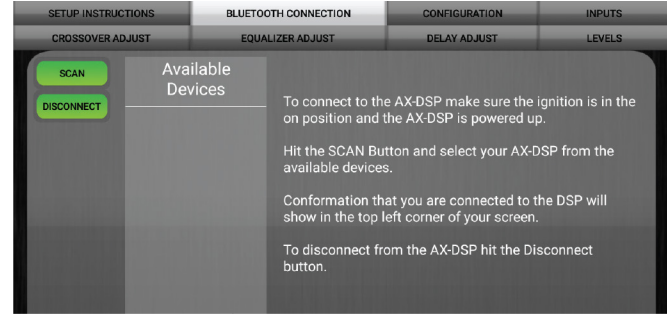 SETUP INSTRUCTIONS BLUETOOTH CONNECTION CONFIGURATION INPUTS
CROSSOVER ADJUST EQUALIZER ADJUST DELAY ADJUST LEVELS
SCAN
DISCONNECT
Available
Devices
To connect to the AX-DSP make sure the ignition is in the
on position and the AX-DSP is powered up.
Hit the SCAN Button and select your AX-DSP from the
available devices.
Conformation that you are connected to the DSP will
show in the top left corner of your screen.
To disconnect from the AX-DSP hit the Disconnect
button.